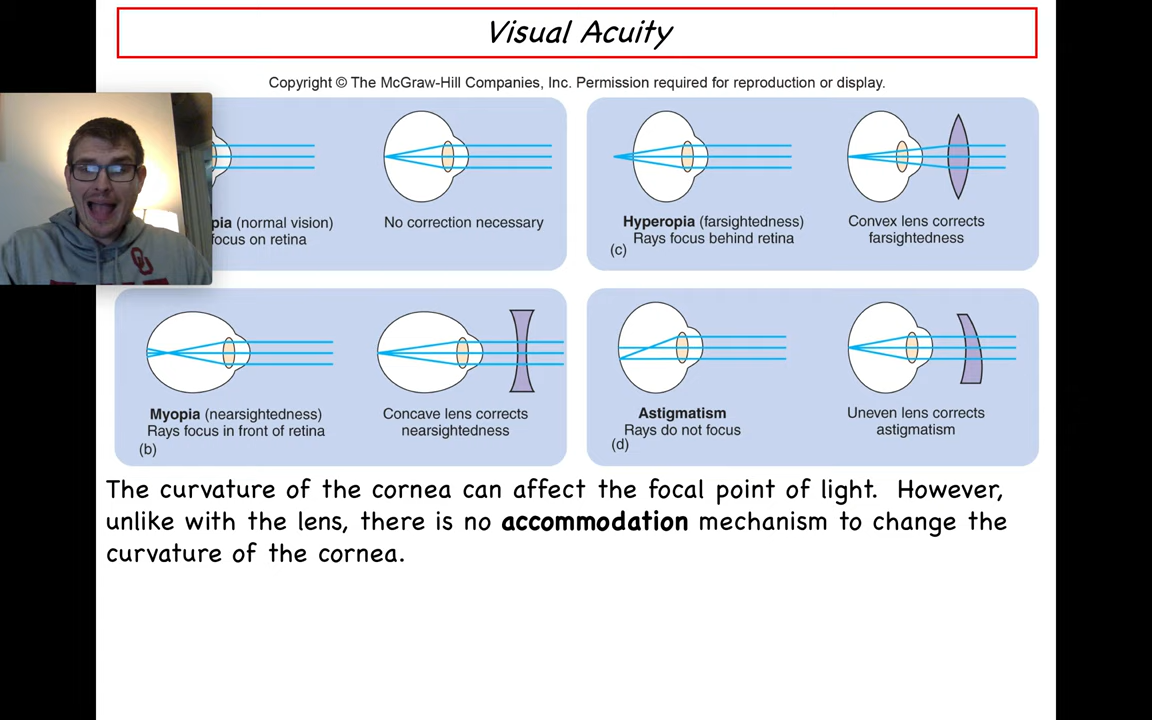 Visual Acuity
Copyright © The McGraw-Hill Companies, Inc. Permission required for reproduction or display.
pia (normal vision)
focus on retina
No correction necessary
Hyperopia (farsightedness)
Rays focus behind retina
(c)
Convex lens corrects
farsightedness
Myopia (nearsightedness)
Rays focus in front of retina
(b)
Concave lens corrects
nearsightedness
Astigmatism
Rays do not focus
(d)
Uneven lens corrects
astigmatism
The curvature of the cornea can affect the focal point of light. However,
unlike with the lens, there is no accommodation mechanism to change the
curvature of the cornea.
OU